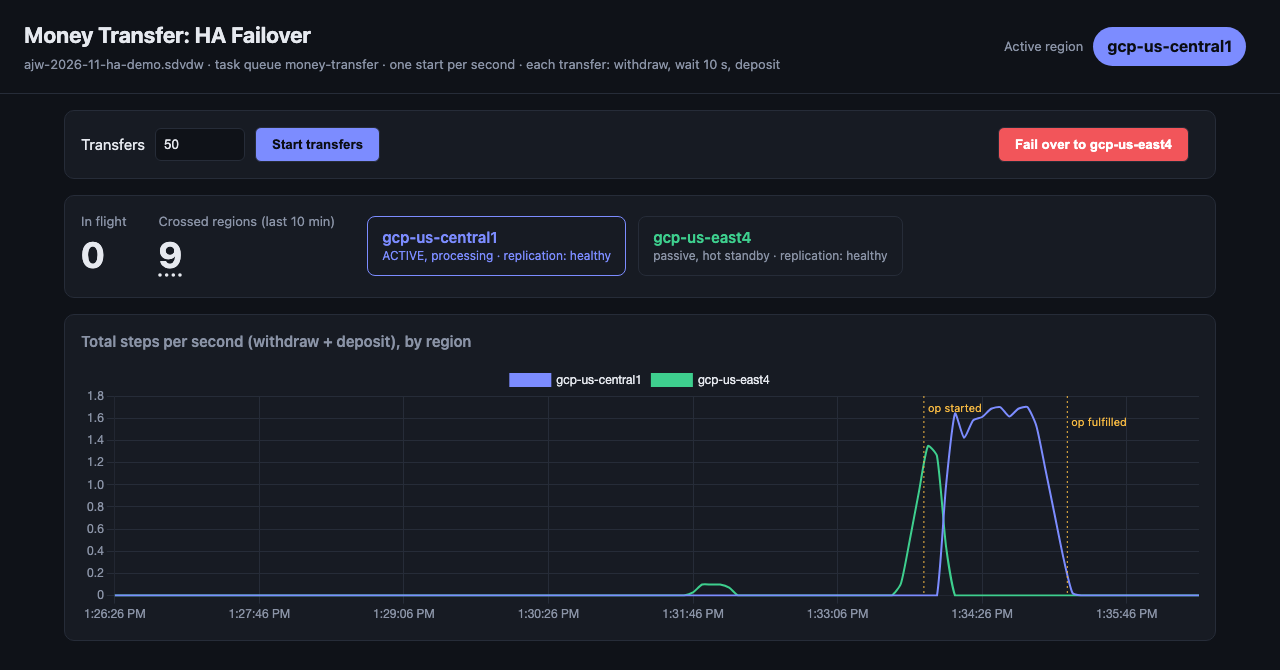 Money Transfer: HA Failover
ajw-2026-11-ha-demo.sdvdw · task queue money-transfer · one start per second · each transfer: withdraw, wait 10 s, deposit
Active region
gcp-us-central1
Transfers
50
Start transfers
Fail over to gcp-us-east4
In flight
0
Crossed regions (last 10 min)
9
gcp-us-central1
ACTIVE, processing · replication: healthy
gcp-us-east4
passive, hot standby · replication: healthy
Total steps per second (withdraw + deposit), by region
gcp-us-central1
gcp-us-east4
1.8
1.6
1.4
1.2
1.0
0.8
0.6
0.4
0.2
0
op started
op fulfilled
1:26:26 PM
1:27:46 PM
1:29:06 PM
1:30:26 PM
1:31:46 PM
1:33:06 PM
1:34:26 PM
1:35:46 PM